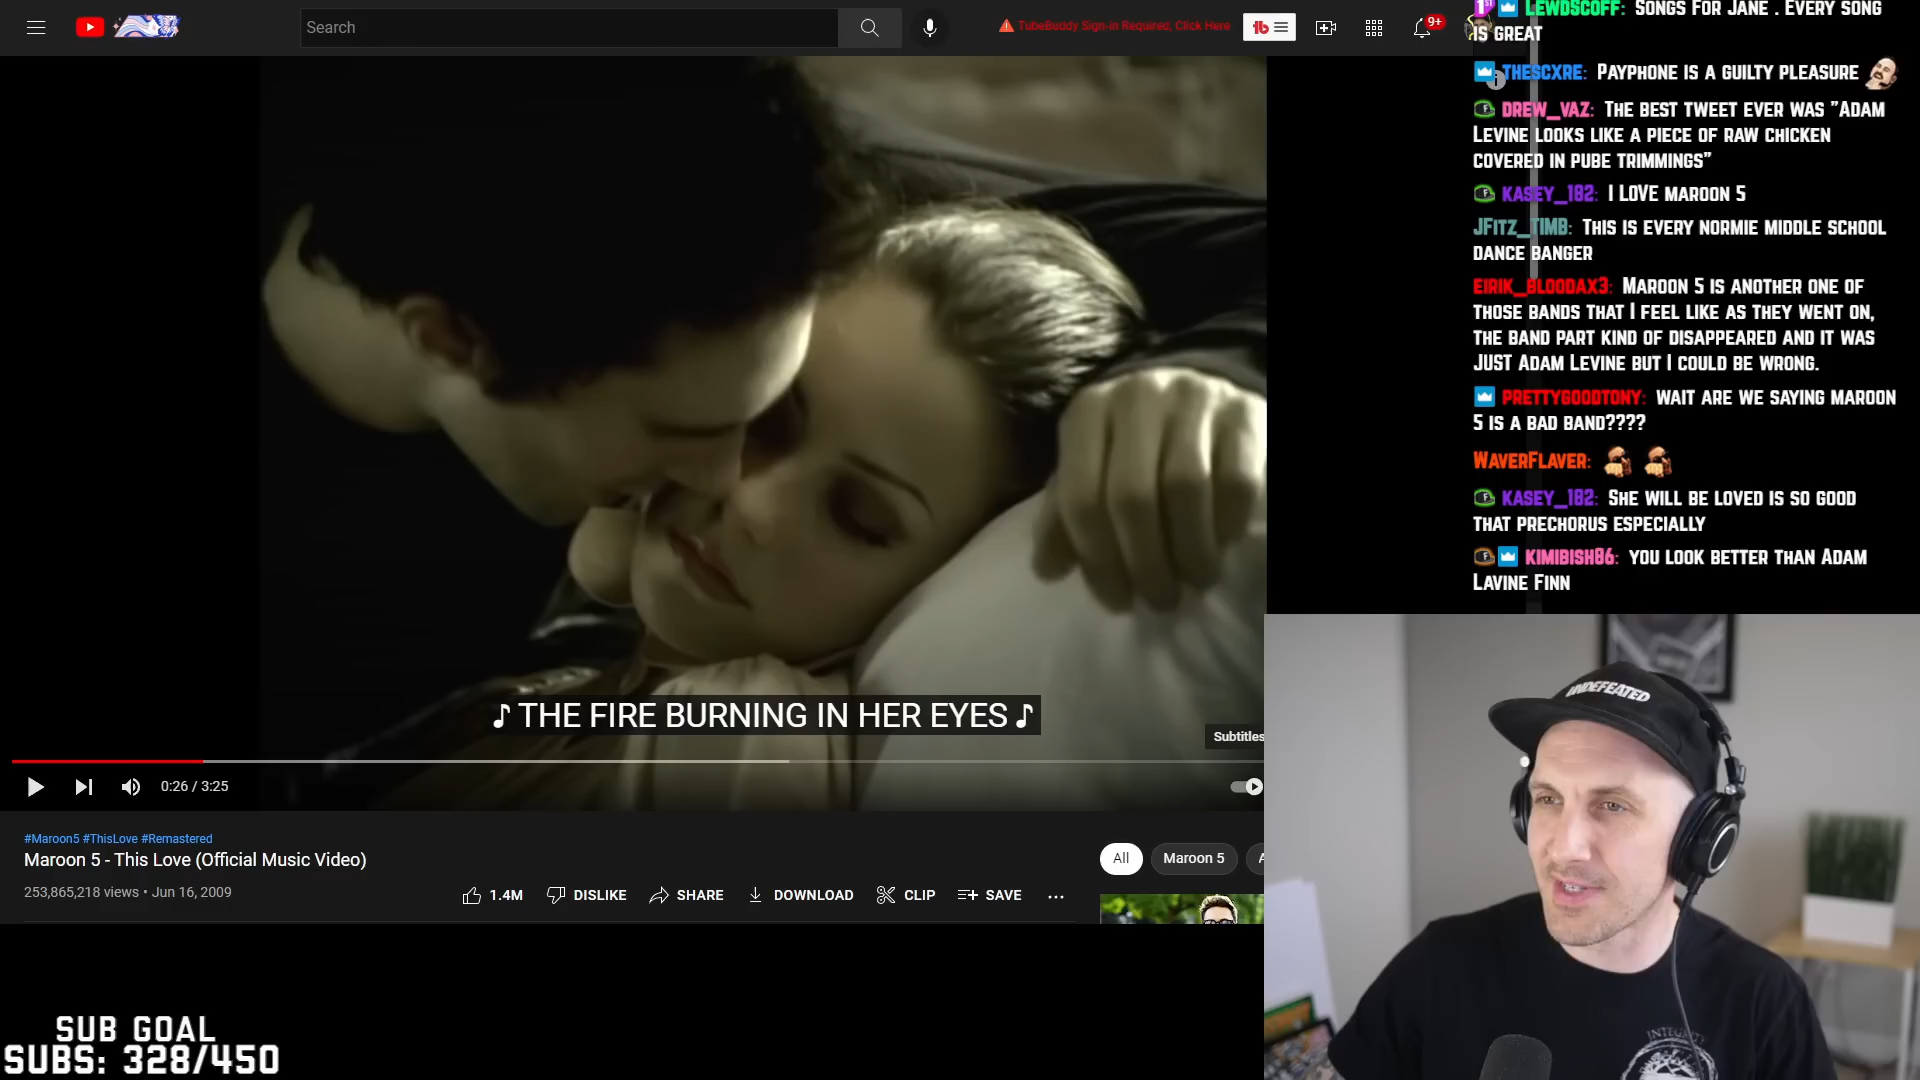 Search
TubeBuddy Sign-in Required, Click Here
9+
LEWDSCOFF: SONGS FOR JANE . EVERY SONG
IS GREAT
THESCXRE: PAYPHONE IS A GUILTY PLEASURE
DREW_VAZ: THE BEST TWEET EVER WAS "ADAM
LEVINE LOOKS LIKE A PIECE OF RAW CHICKEN
COVERED IN PUBE TRIMMINGS"
KASEY_182: I LOVE MAROON 5
JFITZ_TIMB: THIS IS EVERY NORMIE MIDDLE SCHOOL
DANCE BANGER
EIRIK_BLOODAX3: MAROON 5 IS ANOTHER ONE OF
THOSE BANDS THAT I FEEL LIKE AS THEY WENT ON,
THE BAND PART KIND OF DISAPPEARED AND IT WAS
JUST ADAM LEVINE BUT I COULD BE WRONG.
PRETTYGOODTONY: WAIT ARE WE SAYING MAROON
5 IS A BAD BAND????
WAVERFLAVER:
KASEY_182: SHE WILL BE LOVED IS SO GOOD
THAT PRECHORUS ESPECIALLY
KIMIBISH86: YOU LOOK BETTER THAN ADAM
LAVINE FINN
♪ THE FIRE BURNING IN HER EYES ♪
Subtitles
0:26 / 3:25
#Maroon5 #ThisLove #Remastered
Maroon 5 - This Love (Official Music Video)
253,865,218 views • Jun 16, 2009
1.4M DISLIKE SHARE DOWNLOAD CLIP SAVE ...
All Maroon 5 A
UNDEFEATED
SUB GOAL
SUBS: 328/450